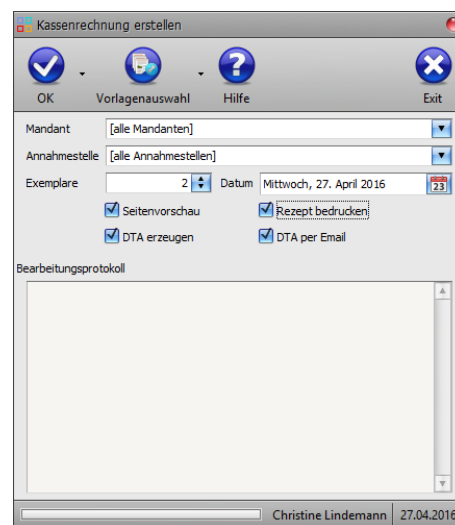 Kassenrechnung erstellen
OK Vorlagenauswahl Hilfe Exit
Mandant [alle Mandanten]
Annahmestelle [alle Annahmestellen]
Exemplare 2 Datum Mittwoch, 27. April 2016 23
Seitenvorschau Rezept bedrucken
DTA erzeugen DTA per Email
Bearbeitungsprotokoll
Christine Lindemann 27.04.2016